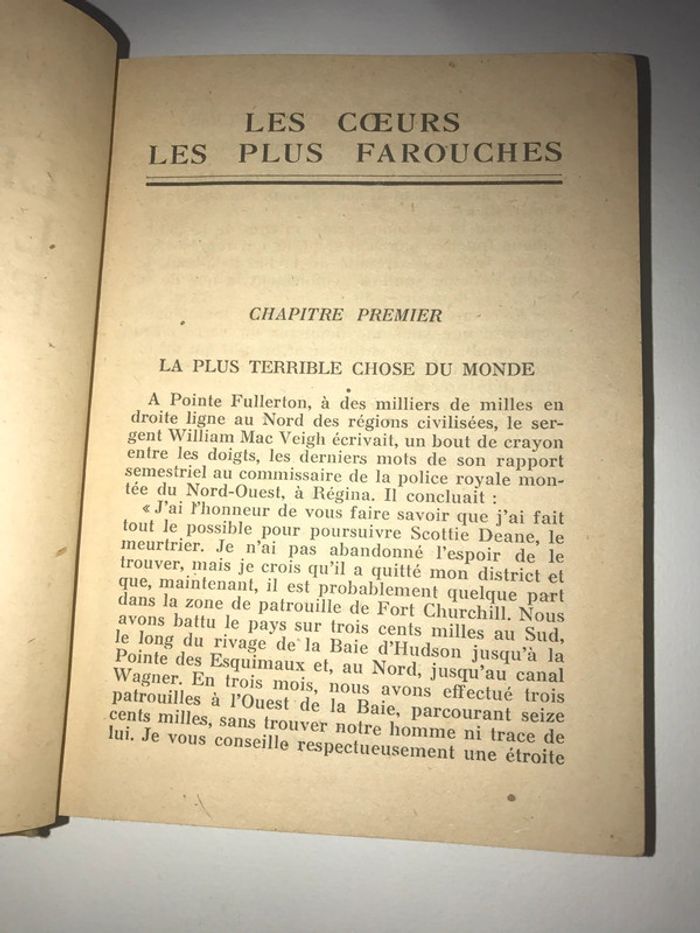 LES CŒURS
LES PLUS FAROUCHES
CHAPITRE PREMIER
LA PLUS TERRIBLE CHOSE DU MONDE
A Pointe Fullerton, à des milliers de milles en
droite ligne au Nord des régions civilisées, le ser-
gent William Mac Veigh écrivait, un bout de crayon
entre les doigts, les derniers mots de son rapport
semestriel au commissaire de la police royale mon-
tée du Nord-Ouest, à Régina. Il concluait :
« J'ai l'honneur de vous faire savoir que j'ai fait
tout le possible pour poursuivre Scottie Deane, le
meurtrier. Je n'ai pas abandonné l'espoir de le
trouver, mais je crois qu'il a quitté mon district et
que, maintenant, il est probablement quelque part
dans la zone de patrouille de Fort Churchill. Nous
avons battu le pays sur trois cents milles au Sud,
le long du rivage de la Baie d'Hudson jusqu'à la
Pointe des Esquimaux et, au Nord, jusqu'au canal
Wagner. En trois mois, nous avons effectué trois
patrouilles à l'Ouest de la Baie, parcourant seize
cents milles, sans trouver notre homme ni trace de
lui. Je vous conseille respectueusement une étroite